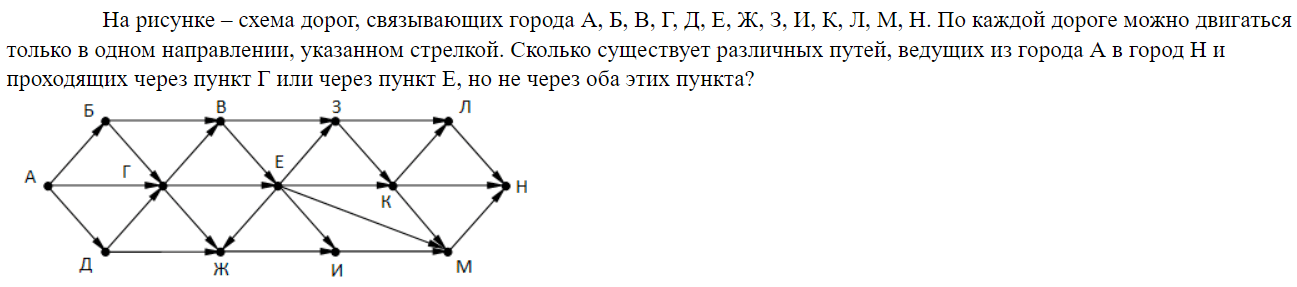 На рисунке – схема дорог, связывающих города А, Б, В, Г, Д, Е, Ж, З, И, К, Л, М, Н. По каждой дороге можно двигаться
только в одном направлении, указанном стрелкой. Сколько существует различных путей, ведущих из города А в город Н и
проходящих через пункт Г или через пункт Е, но не через оба этих пункта?
Б В З Л
А Г Е К Н
Д Ж И М